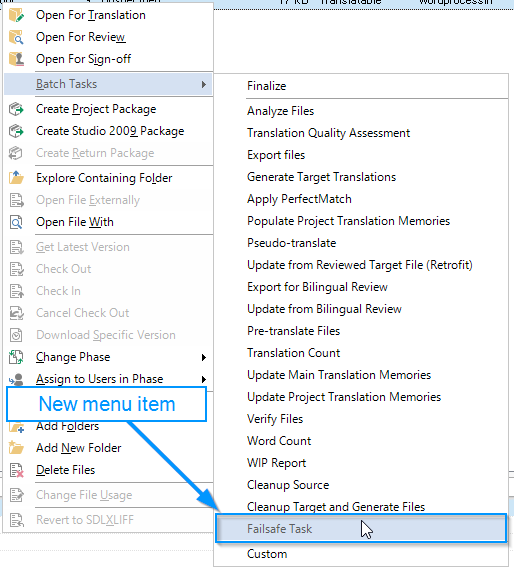 17 KB Translatable wordprocessin
Open For Translation
Open For Review
Open For Sign-off
Batch Tasks
Create Project Package
Create Studio 2009 Package
Create Return Package
Explore Containing Folder
Open File Externally
Open File With
Get Latest Version
Check Out
Check In
Cancel Check Out
Download Specific Version
Change Phase
Assign to Users in Phase
New menu item
Add Folders
Add New Folder
Delete Files
Change File Usage
Revert to SDLXLIFF
Finalize
Analyze Files
Translation Quality Assessment
Export files
Generate Target Translations
Apply PerfectMatch
Populate Project Translation Memories
Pseudo-translate
Update from Reviewed Target File (Retrofit)
Export for Bilingual Review
Update from Bilingual Review
Pre-translate Files
Translation Count
Update Main Translation Memories
Update Project Translation Memories
Verify Files
Word Count
WIP Report
Cleanup Source
Cleanup Target and Generate Files
Failsafe Task
Custom